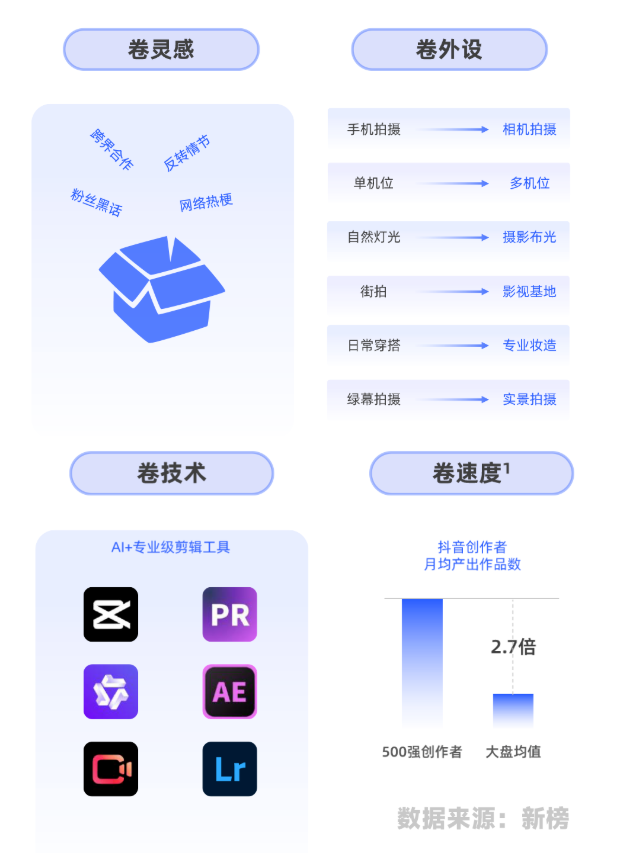 卷灵感
跨界合作
反转情节
粉丝黑话
网络热梗
卷外设
手机拍摄 相机拍摄
单机位 多机位
自然灯光 摄影布光
街拍 影视基地
日常穿搭 专业妆造
绿幕拍摄 实景拍摄
卷技术
AI+专业级剪辑工具
PR
AE
Lr
卷速度1
抖音创作者
月均产出作品数
2.7倍
500强创作者 大盘均值
数据来源：新榜